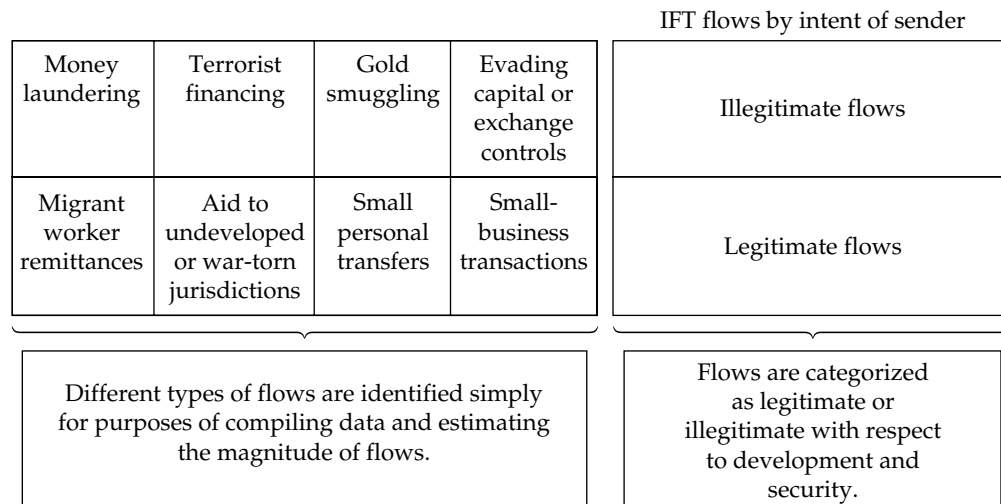 IFT flows by intent of sender
Money
laundering
Terrorist
financing
Gold
smuggling
Evading
capital or
exchange
controls
Illegitimate flows
Migrant
worker
remittances
Aid to
undeveloped
or war-torn
jurisdictions
Small
personal
transfers
Small-
business
transactions
Legitimate flows
Different types of flows are identified simply
for purposes of compiling data and estimating
the magnitude of flows.
Flows are categorized
as legitimate or
illegitimate with respect
to development and
security.